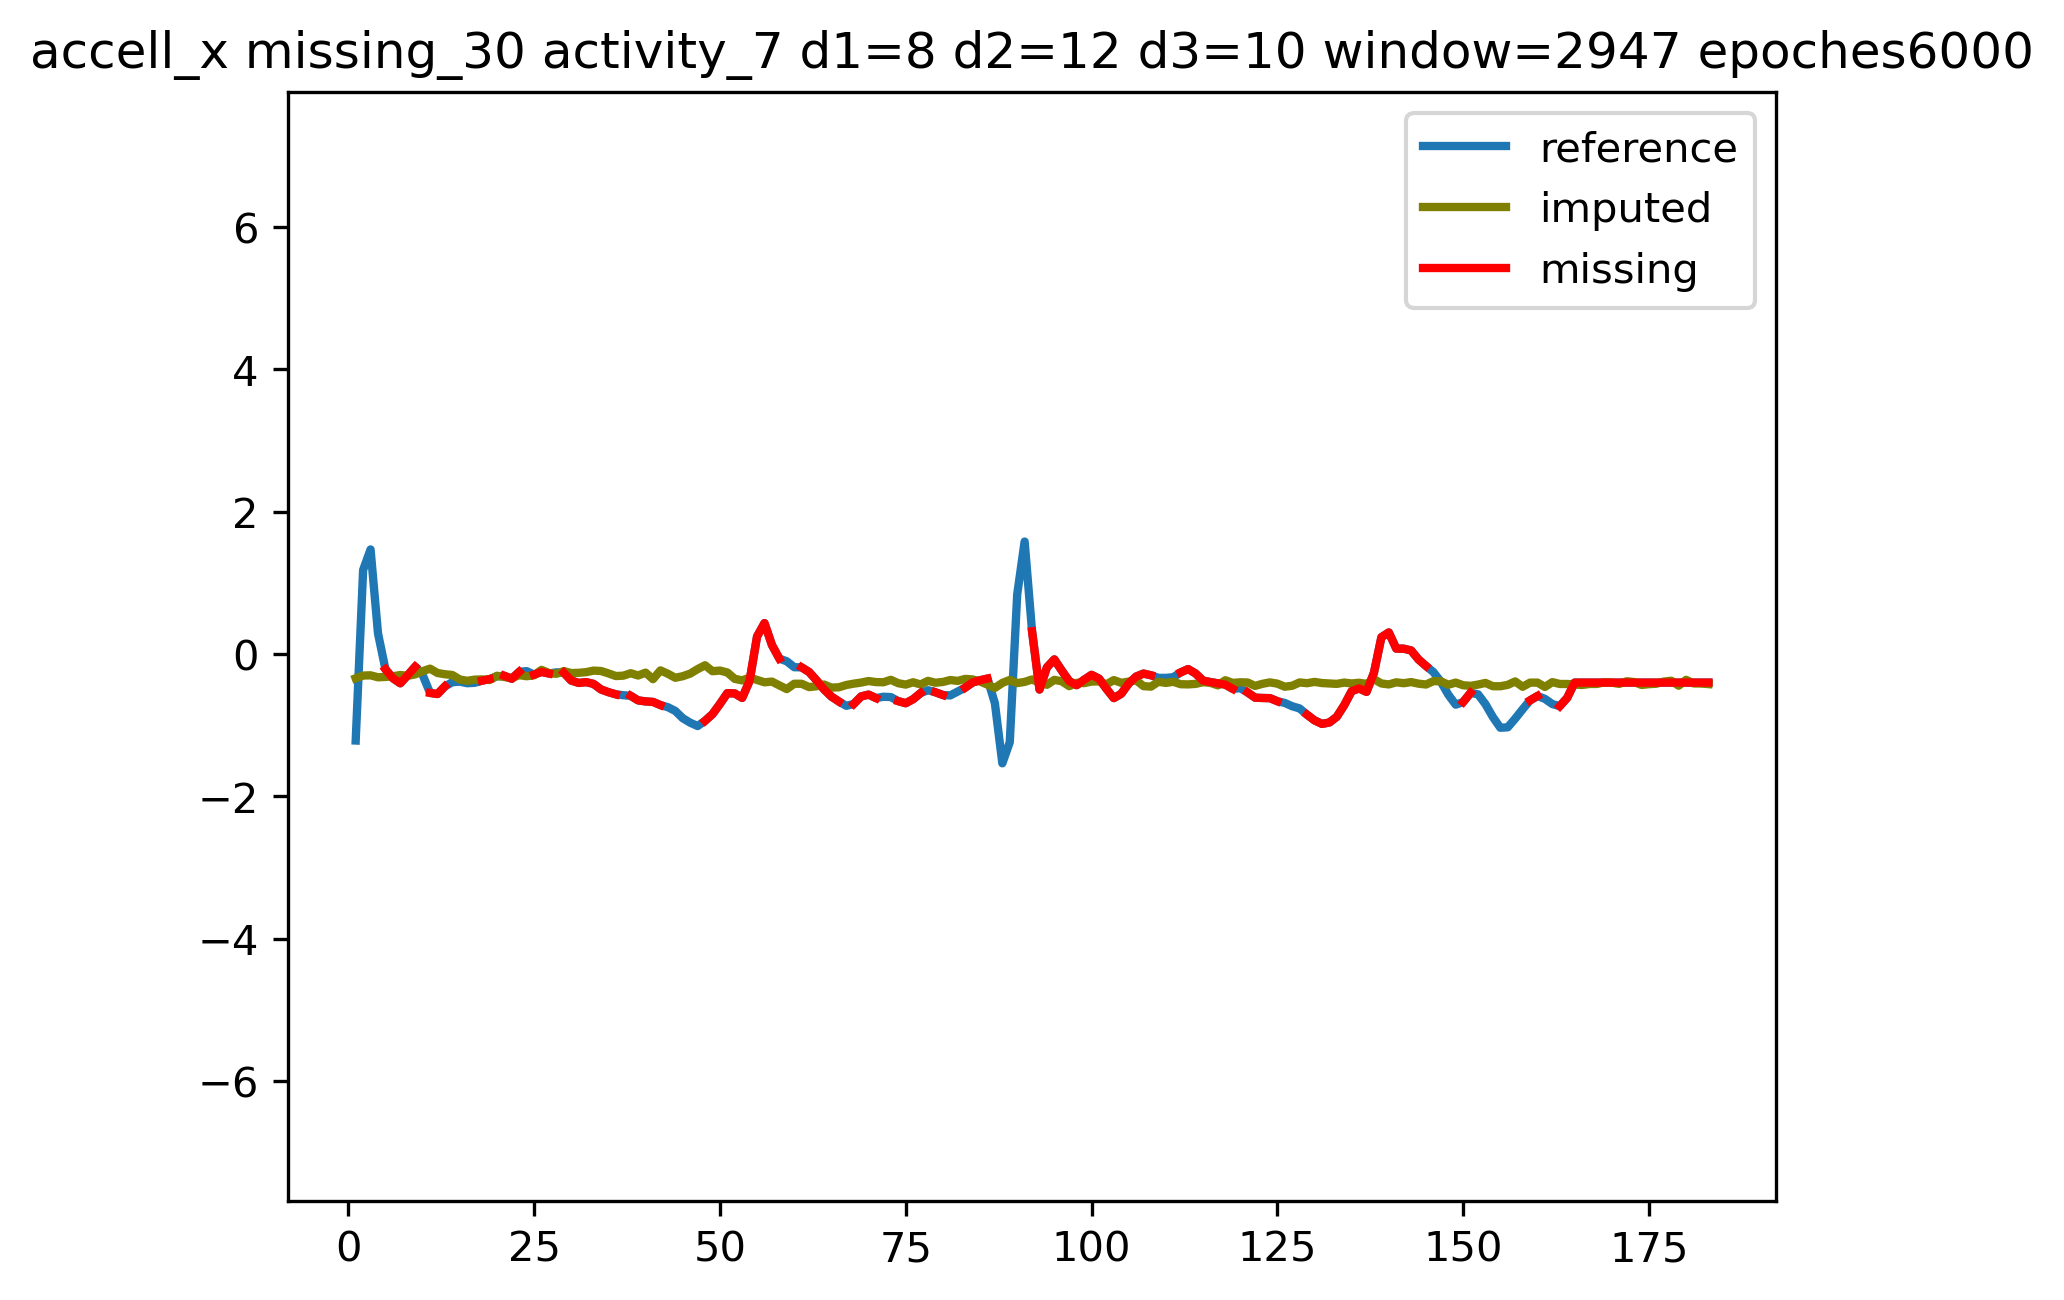 accell_x missing_30 activity_7 d1=8 d2=12 d3=10 window=2947 epoches6000
reference
imputed
missing
6
4
2
0
−2
−4
−6
0 25 50 75 100 125 150 175